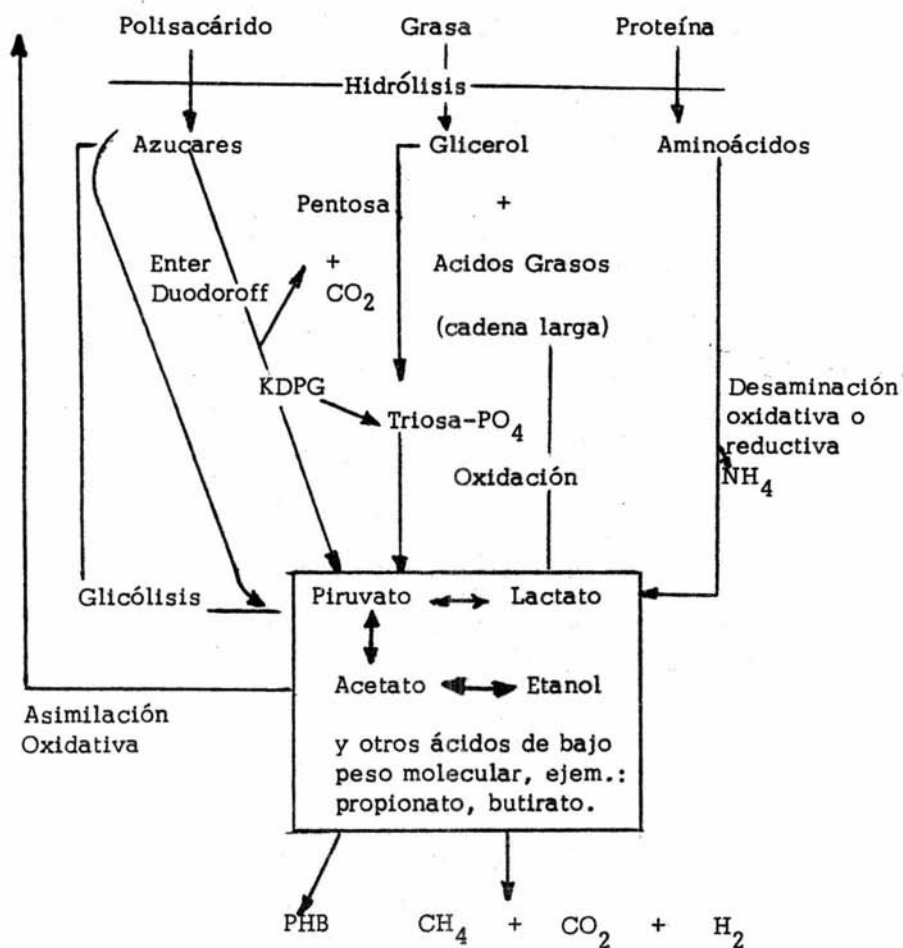 Polisacárido Grasa Proteína
Hidrólisis
Azucares Glicerol Aminoácidos
Pentosa +
Enter
Duodoroff
+
CO2
Acidos Grasos
(cadena larga)
KDPG
Triosa-PO4
Desaminación
oxidativa o
reductiva
NH4
Oxidación
Glicólisis
Piruvato Lactato
Acetato Etanol
Asimilación
Oxidativa
y otros ácidos de bajo
peso molecular, ejem.:
propionato, butirato.
PHB CH4 + CO2 + H2